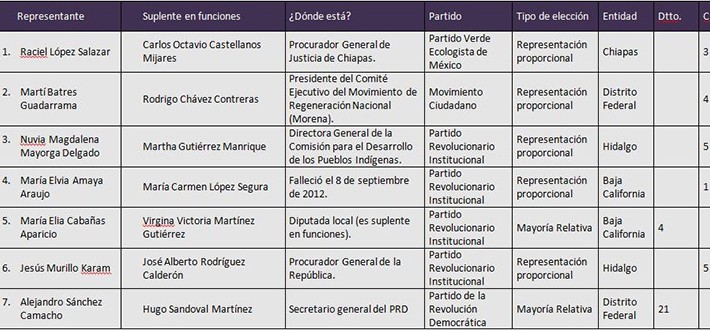 Representante Suplente en funciones ¿Dónde está? Partido Tipo de elección Entidad Dtto. C
1. Raciel López Salazar
Carlos Octavio Castellanos
Mijares
Procurador General de
Justicia de Chiapas.
Partido Verde
Ecologista de
México
Representación
proporcional
Chiapas
3
2. Martí Batres
Guadarrama
Rodrigo Chávez Contreras
Presidente del Comité
Ejecutivo del Movimiento de
Regeneración Nacional
(Morena).
Movimiento
Ciudadano
Representación
proporcional
Distrito
Federal
4
3. Nuvia Magdalena
Mayorga Delgado
Martha Gutiérrez Manrique
Directora General de la
Comisión para el Desarrollo
de los Pueblos Indígenas.
Partido
Revolucionario
Institucional
Representación
proporcional
Hidalgo
5
4. María Elvia Amaya
Araujo
María Carmen López Segura
Falleció el 8 de septiembre
de 2012.
Partido
Revolucionario
Institucional
Representación
proporcional
Baja
California
1
5. María Elia Cabañas
Aparicio
Virgina Victoria Martínez
Gutiérrez
Diputada local (es suplente
en funciones).
Partido
Revolucionario
Institucional
Mayoría Relativa
Baja
California
4
6. Jesús Murillo Karam
José Alberto Rodríguez
Calderón
Procurador General de la
República.
Partido
Revolucionario
Institucional
Representación
proporcional
Hidalgo
5
7. Alejandro Sánchez
Camacho
Hugo Sandoval Martínez
Secretario general del PRD
Partido de la
Revolución
Democrática
Mayoría Relativa
Distrito
Federal
21